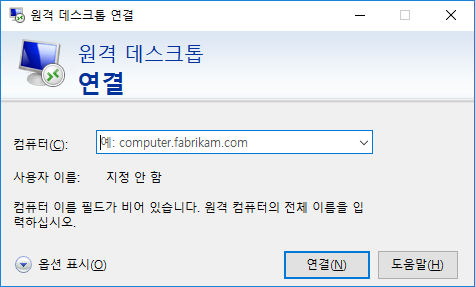 원격 데스크톱 연결
원격 데스크톱
연결
컴퓨터(C):
예: computer.fabrikam.com
사용자 이름: 지정 안 함
컴퓨터 이름 필드가 비어 있습니다. 원격 컴퓨터의 전체 이름을 입
력하십시오.
옵션 표시(O)
연결(N)
도움말(H)